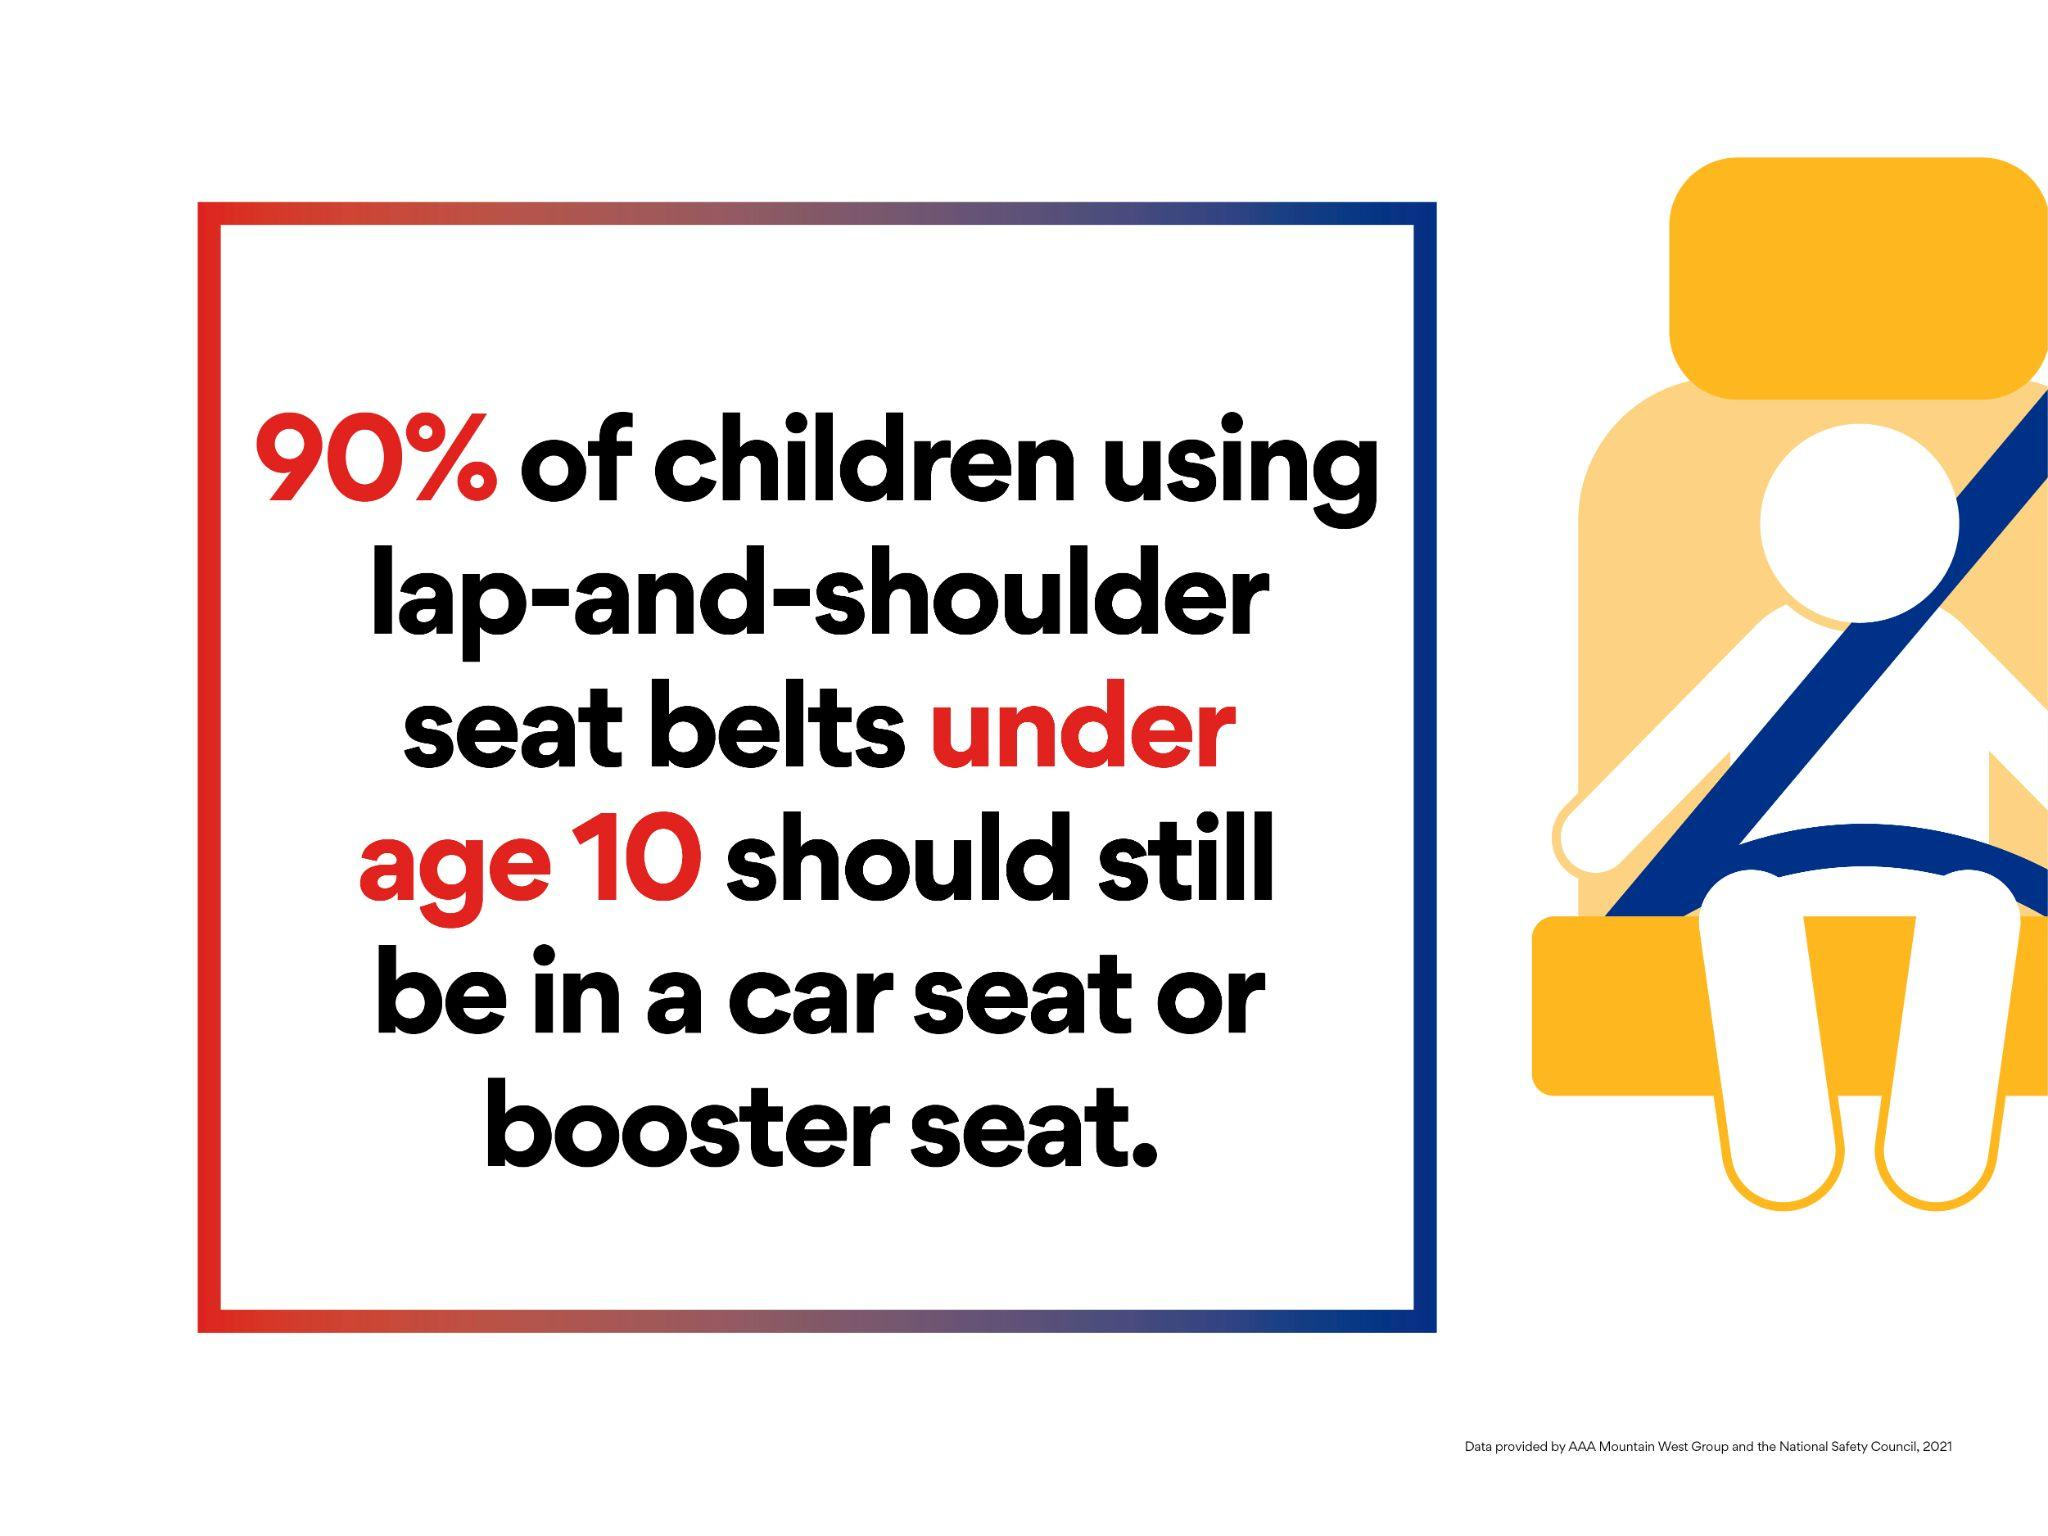 90% of children using
lap-and-shoulder
seat belts under
age 10 should still
be in a car seat or
booster seat.
Data provided by AAA Mountain West Group and the National Safety Council, 2021